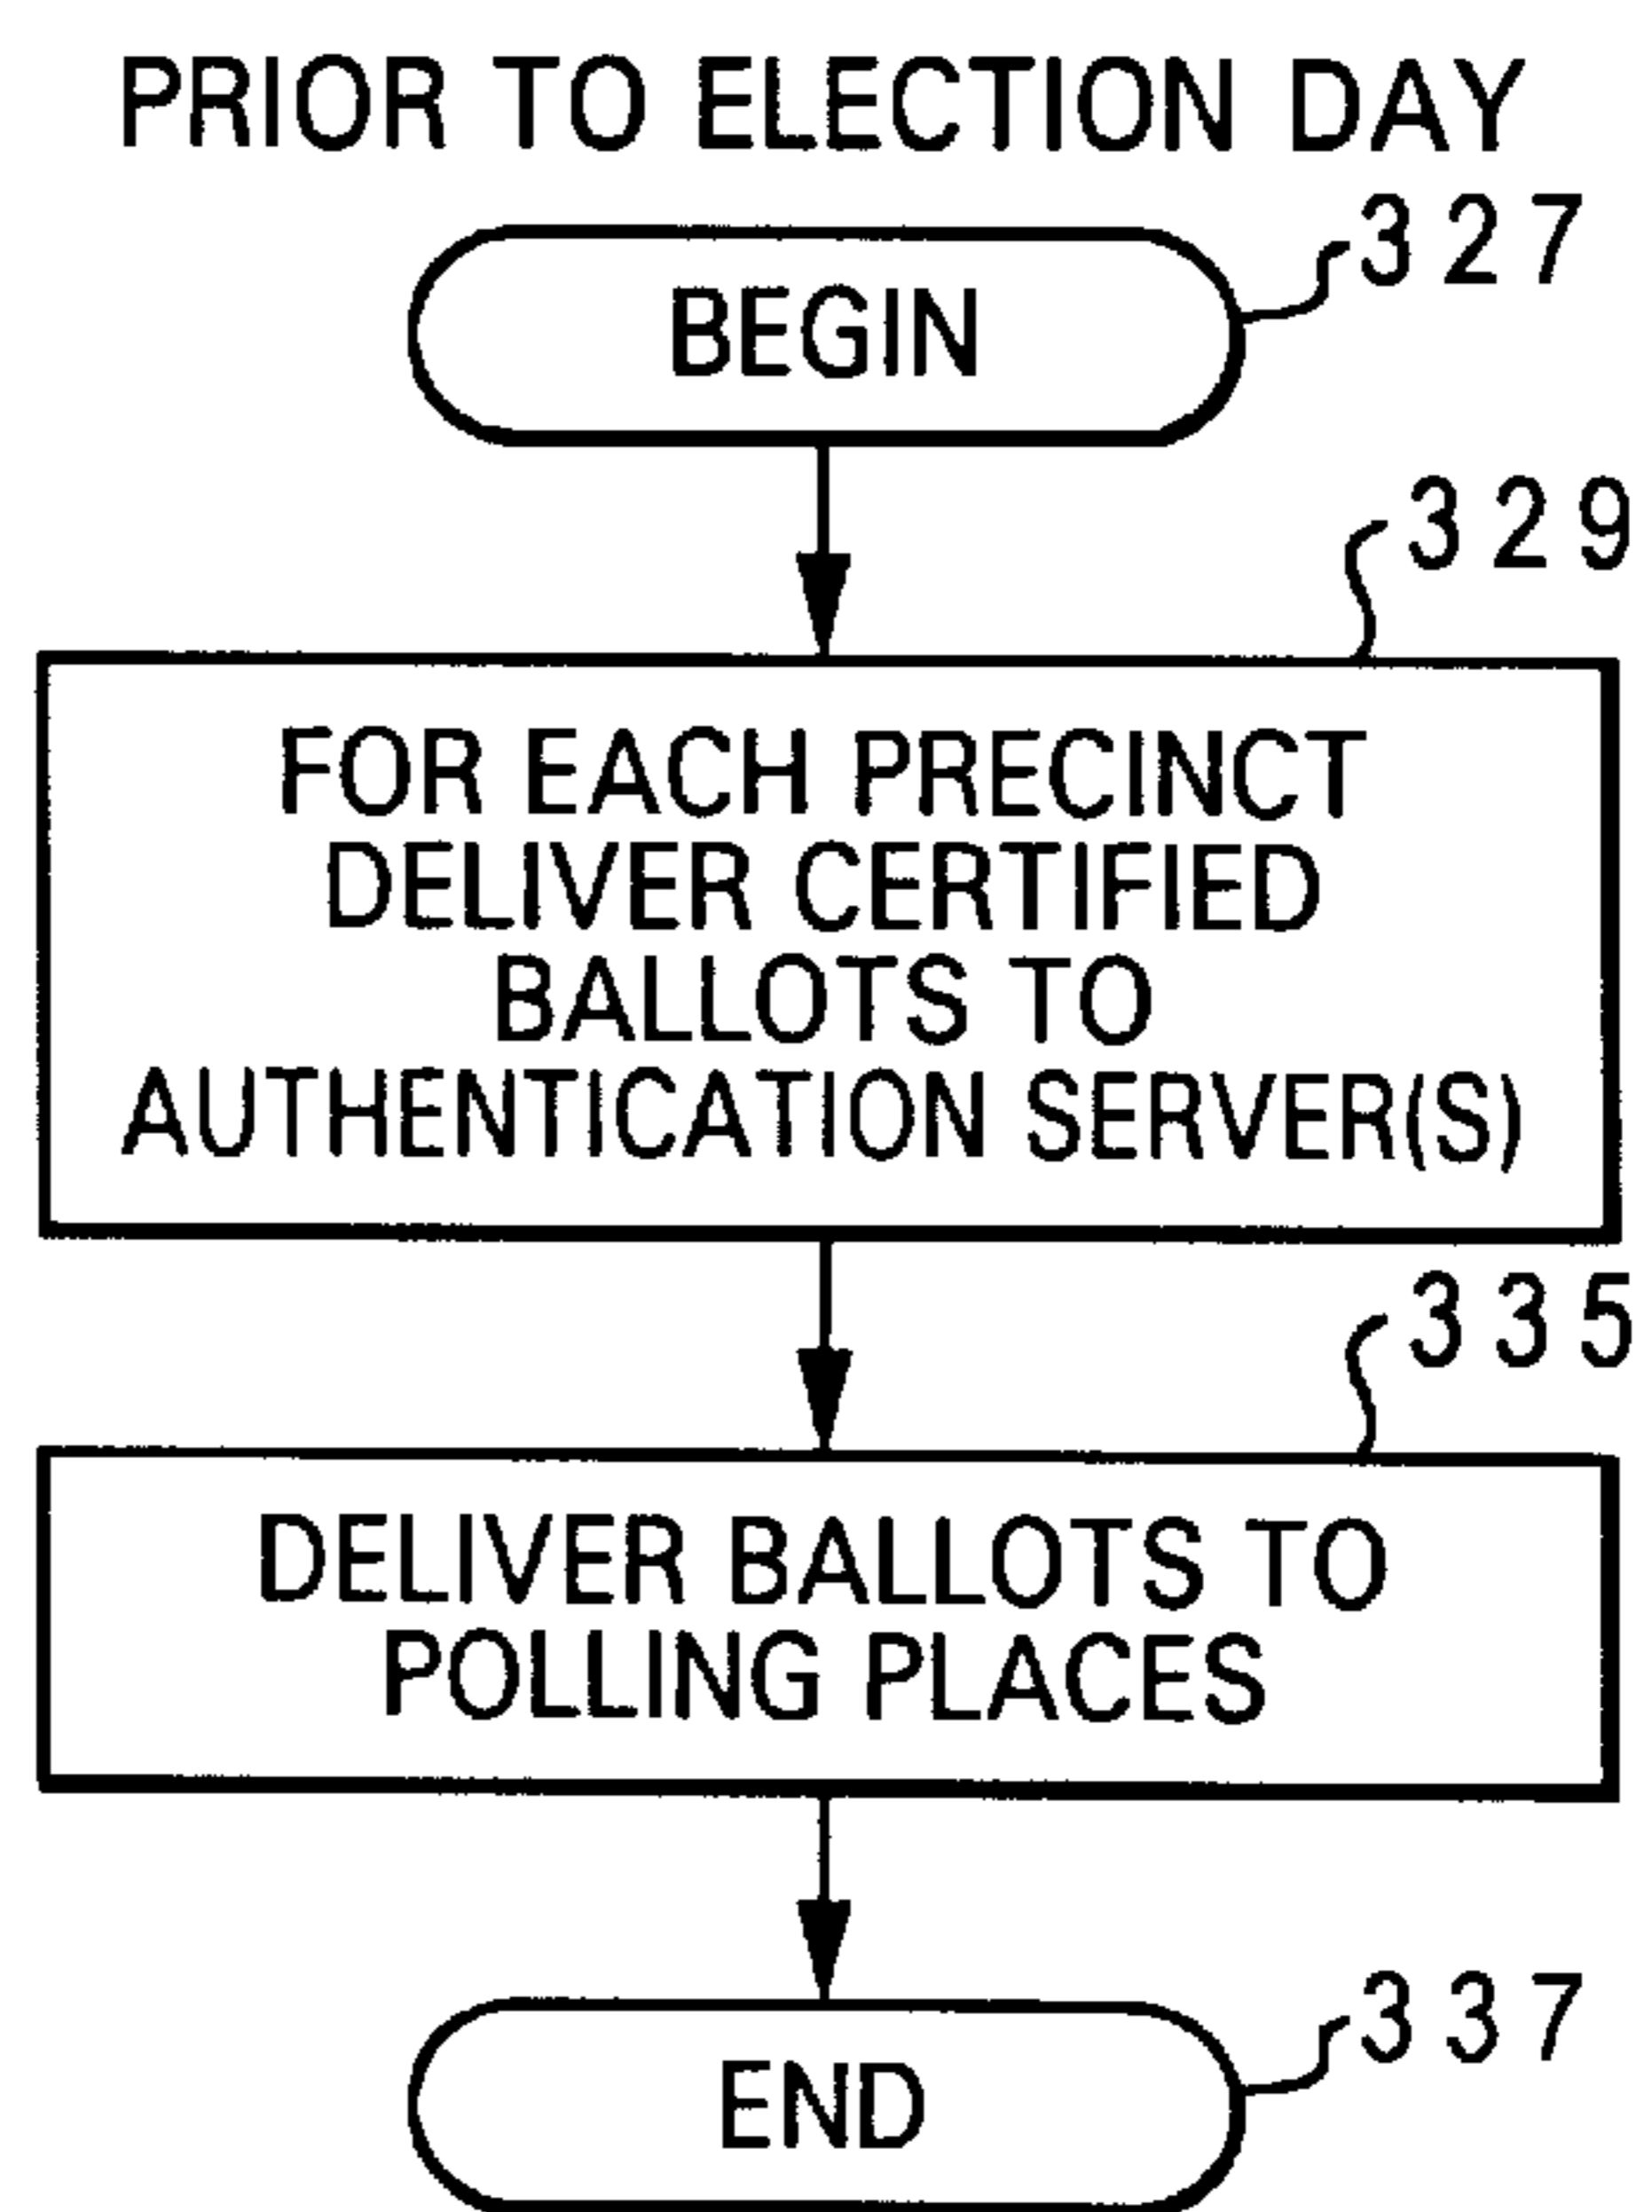 PRIOR TO ELECTION DAY
327
BEGIN
329
FOR EACH PRECINCT
DELIVER CERTIFIED
BALLOTS TO
AUTHENTICATION SERVER(S)
335
DELIVER BALLOTS TO
POLLING PLACES
337
END